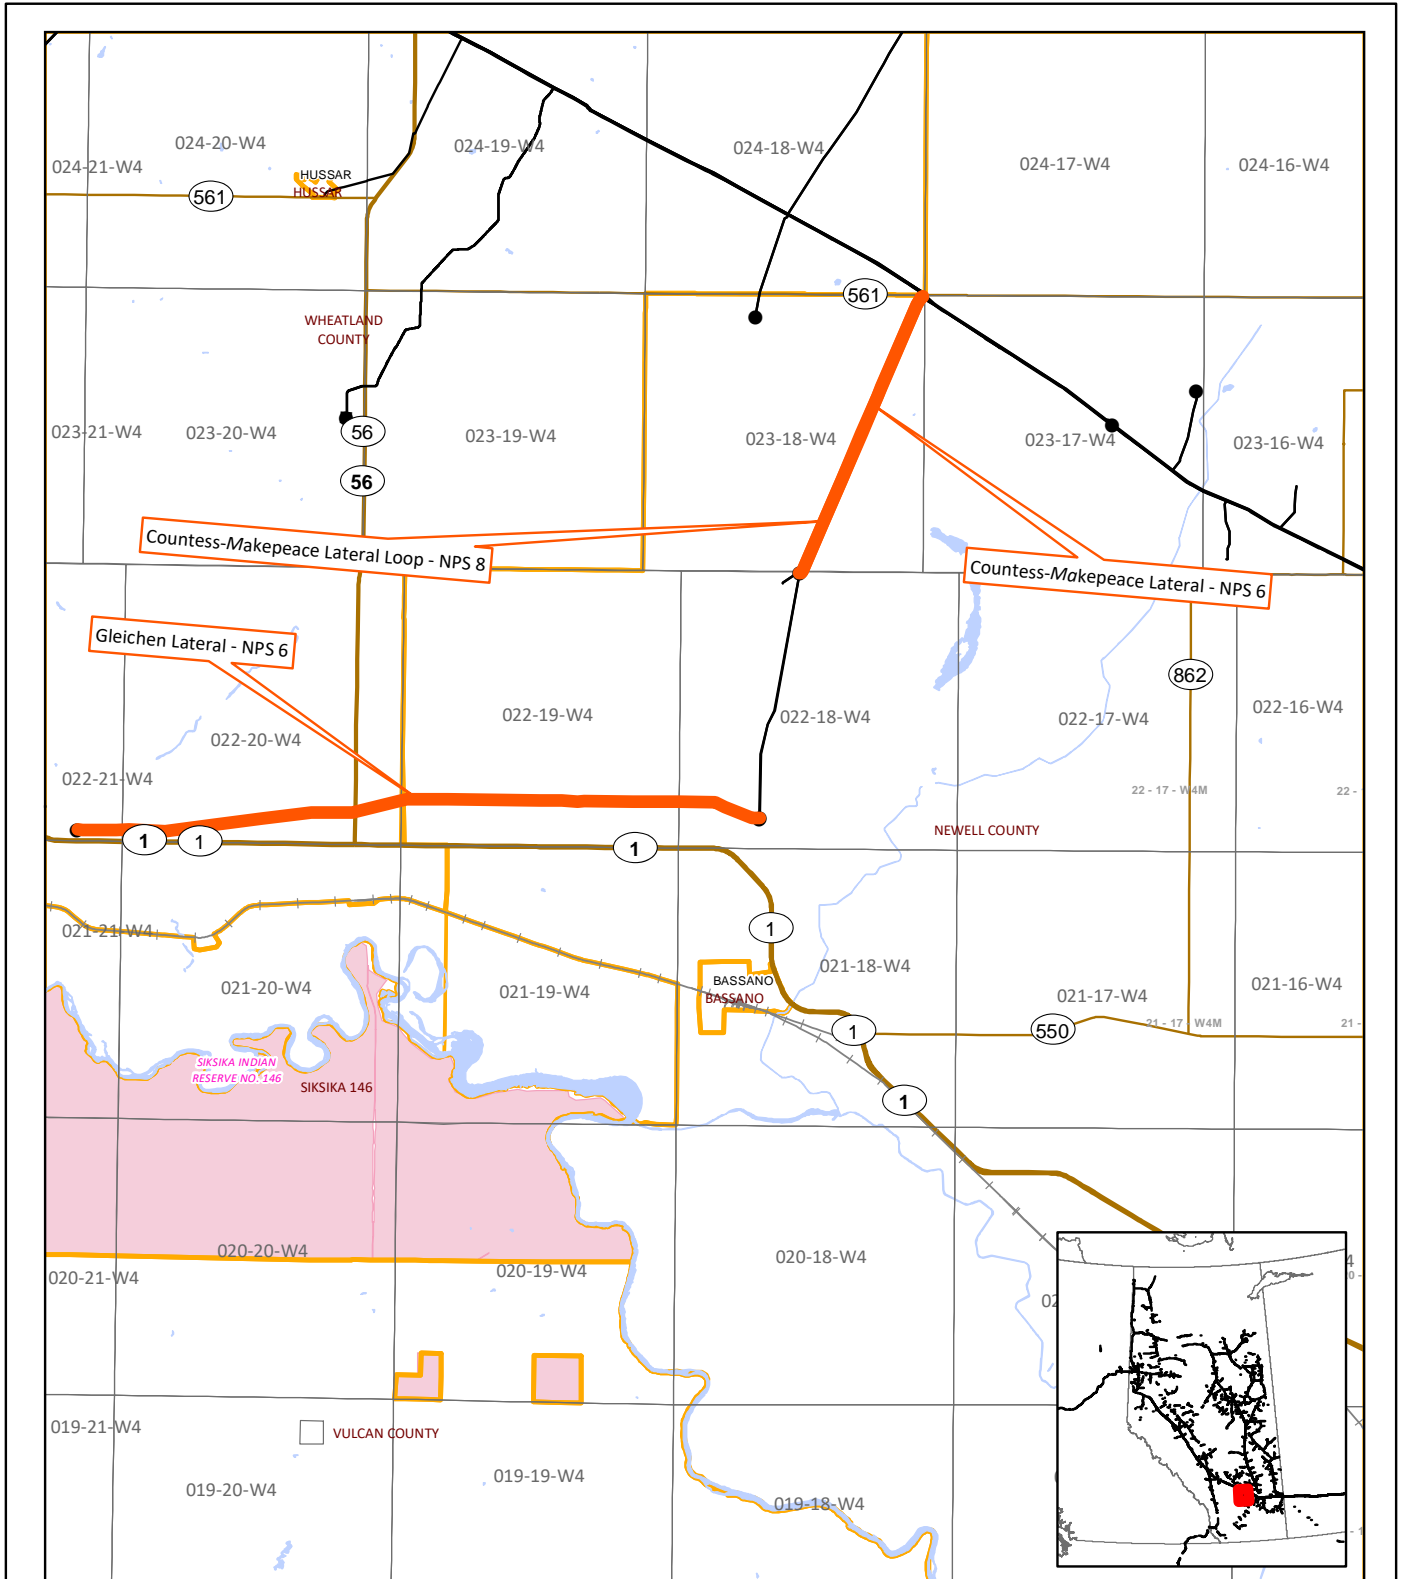 024-20-W4
024-19-W4
024-18-W4
024-21-W4
024-17-W4
024-16-W4
HUSSAR
HUSSAR
561
561
WHEATLAND
COUNTY
023-21-W4
023-20-W4
56
023-19-W4
023-18-W4
023-17-W4
023-16-W4
56
Countess-Makepeace Lateral Loop - NPS 8
Countess-Makepeace Lateral - NPS 6
Gleichen Lateral - NPS 6
862
022-19-W4
022-18-W4
022-17-W4
022-16-W4
022-20-W4
022-21-W4
22 - 17 - W4M
22 -
NEWELL COUNTY
1
1
1
1
021-21-W4
021-18-W4
021-20-W4
021-19-W4
BASSANO
BASSANO
021-17-W4
021-16-W4
1
550
21 - 17
W4M
21 -
SIKSIKA INDIAN
RESERVE NO. 146
SIKSIKA 146
1
020-20-W4
020-19-W4
020-18-W4
020-21-W4
4
0 -
02
019-21-W4
VULCAN COUNTY
019-20-W4
019-19-W4
019-18-W4
- 1